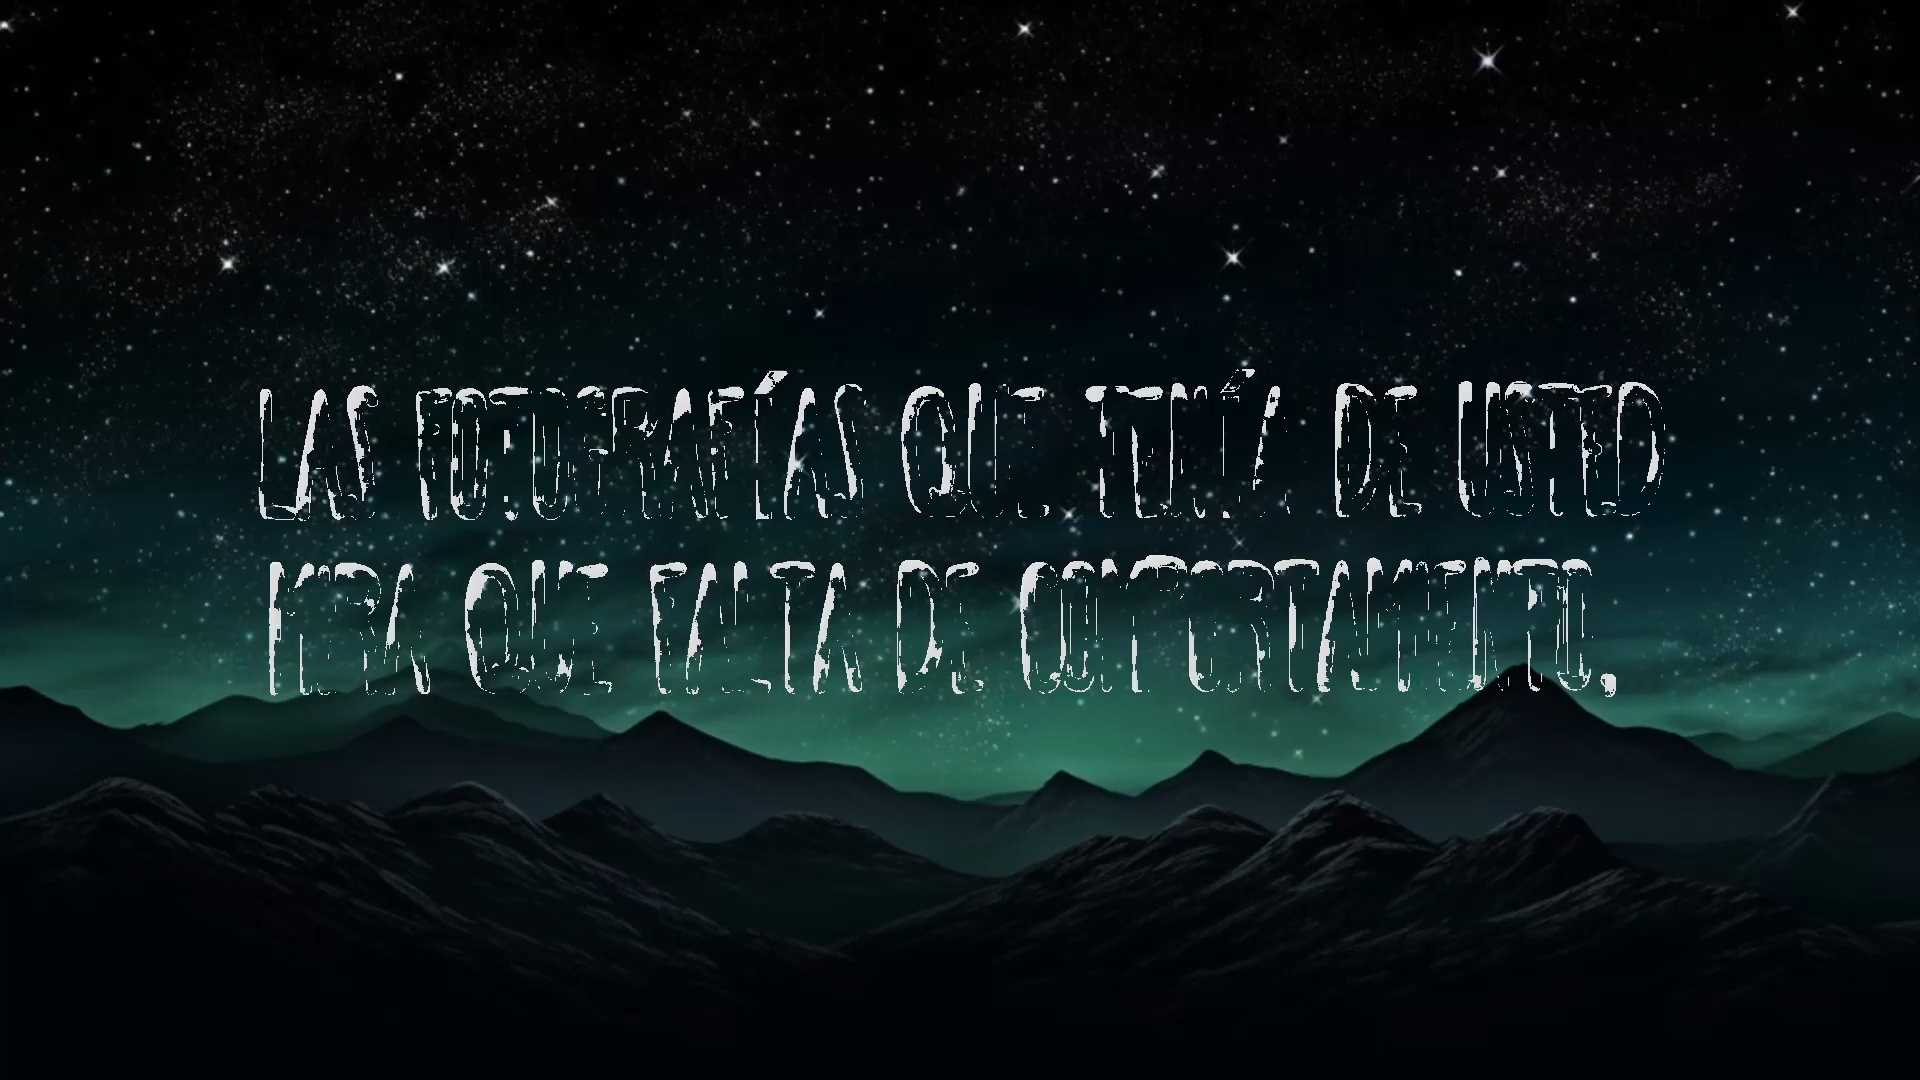 LAS FOTOGRAFÍAS QUE TENÍA DE USTED
MIRA QUE FALTA DE COMPORTAMIENTO.